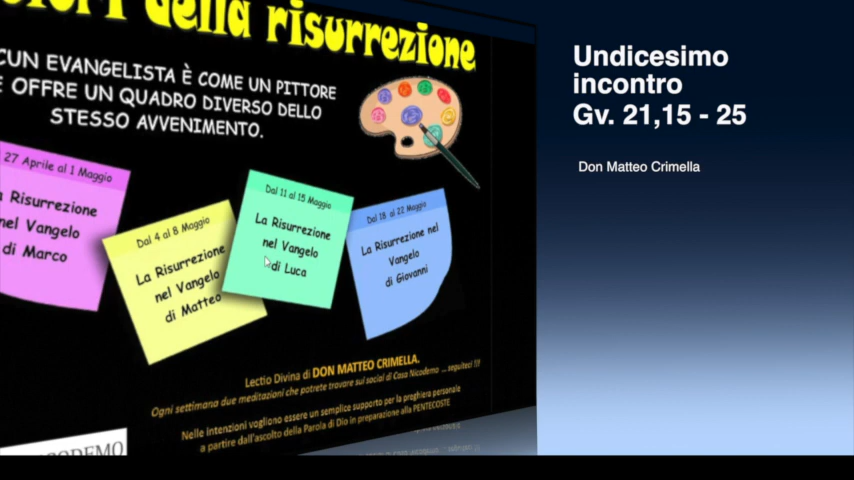 della risurrezione
EVANGELISTA È COME UN PITTORE
OFFRE UN QUADRO DIVERSO DELLO
STESSO AVVENIMENTO.
27 Aprile al 1 Maggio
Risurrezione
nel Vangelo
di Marco
Dal 4 al 8 Maggio
La Risurrezione
nel Vangelo
di Matteo
Dal 11 al 15 Maggio
La Risurrezione
nel Vangelo
di Luca
Dal 18 al 22 Maggio
La Risurrezione nel
Vangelo
di Giovanni
Lectio Divina di DON MATTEO CRIMELLA.
Ogni settimana due meditazioni che potrete trovare sui social di Casa Nicodemo ... seguiteci !!!
Nelle intenzioni vogliono essere un semplice supporto per la preghiera personale
a partire dall'ascolto della Parola di Dio in preparazione alla PENTECOSTE
Undicesimo
incontro
Gv. 21,15 - 25
Don Matteo Crimella